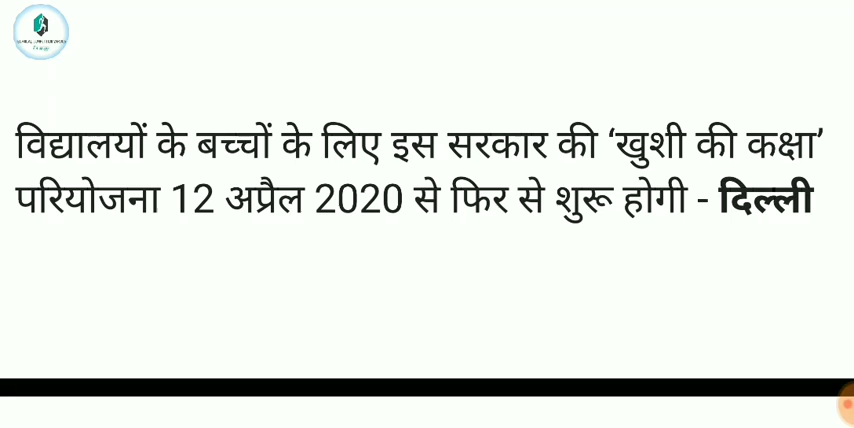 विद्यालयों के बच्चों के लिए इस सरकार की ‘खुशी की कक्षा’
परियोजना 12 अप्रैल 2020 से फिर से शुरू होगी - दिल्ली